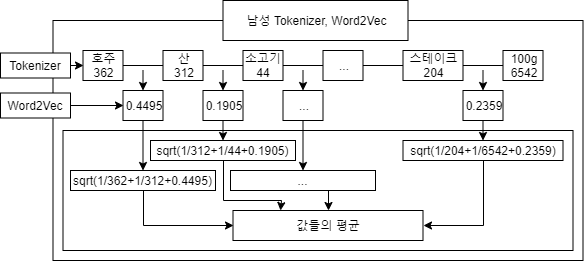 남성 Tokenizer, Word2Vec
Tokenizer
호주
362
산
312
소고기
44
...
스테이크
204
100g
6542
Word2Vec
0.4495
0.1905
...
0.2359
sqrt(1/312+1/44+0.1905)
sqrt(1/204+1/6542+0.2359)
sqrt(1/362+1/312+0.4495)
...
값들의 평균